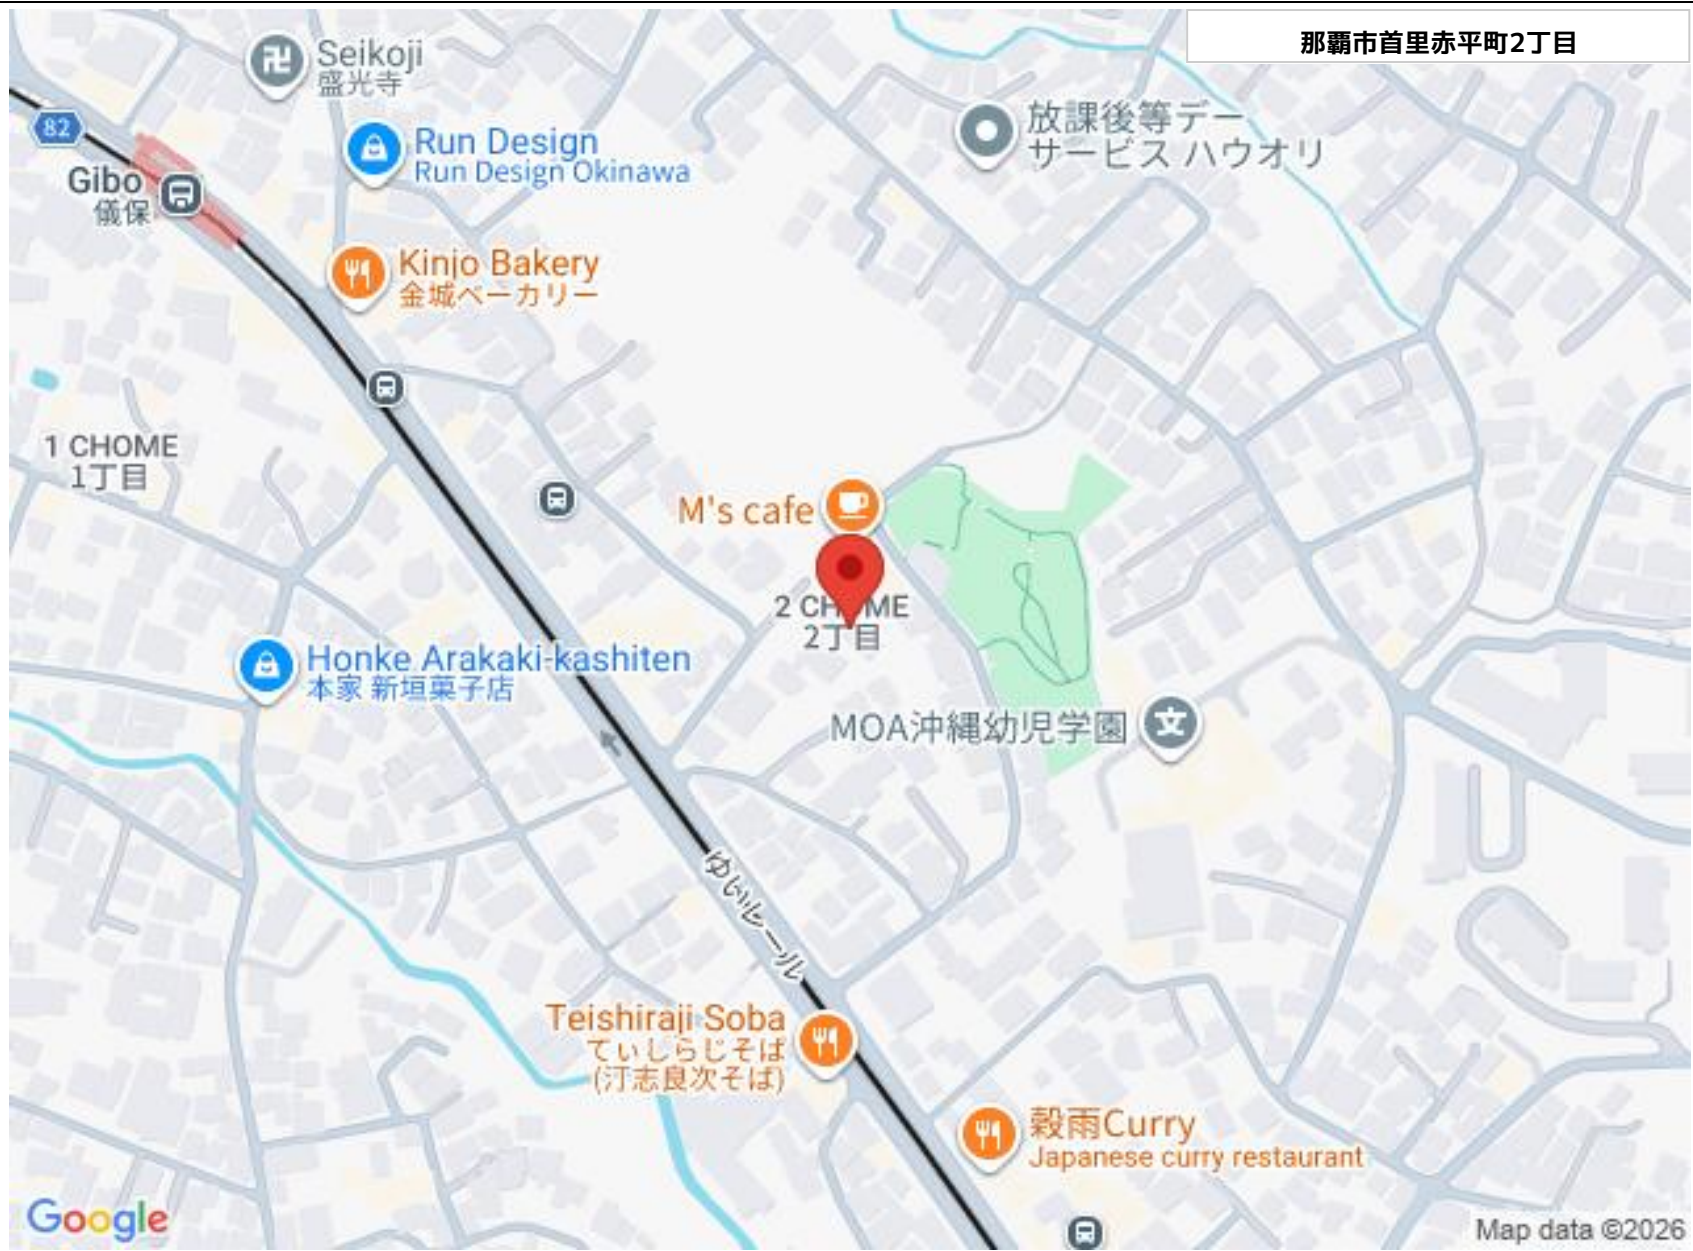 那覇市首里赤平町2丁目
Seikoji
盛光寺
82
Run Design
Run Design Okinawa
放課後等デー
サービス ハウオリ
Gibo
儀保
Kinjo Bakery
金城ベーカリー
1 CHOME
1丁目
M's cafe
2 CHOME
2丁目
Honke Arakaki-kashiten
本家 新垣菓子店
MOA沖縄幼児学園
文
ゆいレール
Teishiraji Soba
てぃしらじそば
(汀志良次そば)
穀雨Curry
Japanese curry restaurant
Google
Map data ©2026